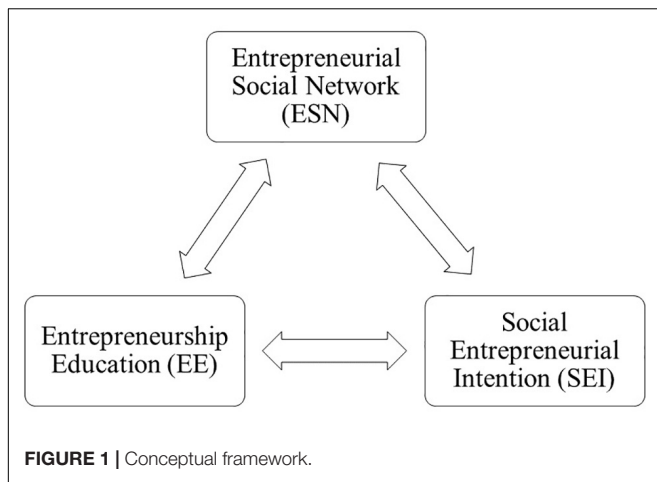 Entrepreneurial
Social Network
(ESN)
Entrepreneurship
Education (EE)
Social
Entrepreneurial
Intention (SEI)
FIGURE 1 | Conceptual framework.